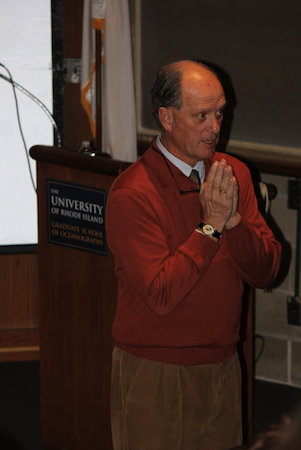 THE
UNIVERSITY
OF RHODE ISLAND
GRADUATE SCHOOL
OF OCEANOGRAPHY